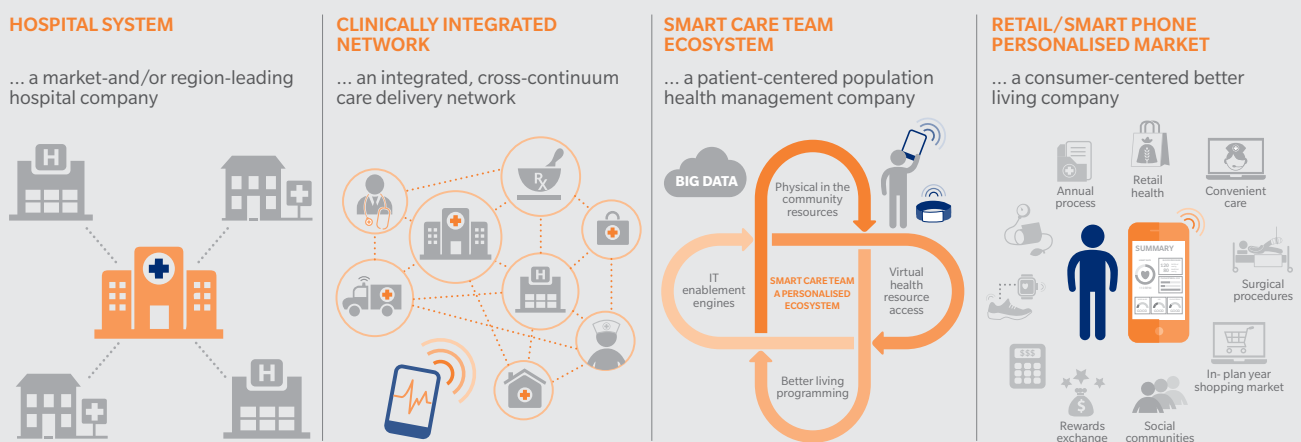 HOSPITAL SYSTEM
... a market-and/or region-leading
hospital company
H
H
CLINICALLY INTEGRATED
NETWORK
... an integrated, cross-continuum
care delivery network
RX
H
SMART CARE TEAM
ECOSYSTEM
... a patient-centered population
health management company
BIG DATA
Physical in the
community
resources
IT
enablement
engines
SMART CARE TEAM
A PERSONALISED
ECOSYSTEM
Virtual
health
resource
access
Better living
programming
RETAIL/SMART PHONE
PERSONALISED MARKET
... a consumer-centered better
living company
Annual
process
Retail
health
Convenient
care
SUMMARY
Surgical
procedures
$$$
In- plan year
shopping market
$
Rewards
exchange
Social
communities